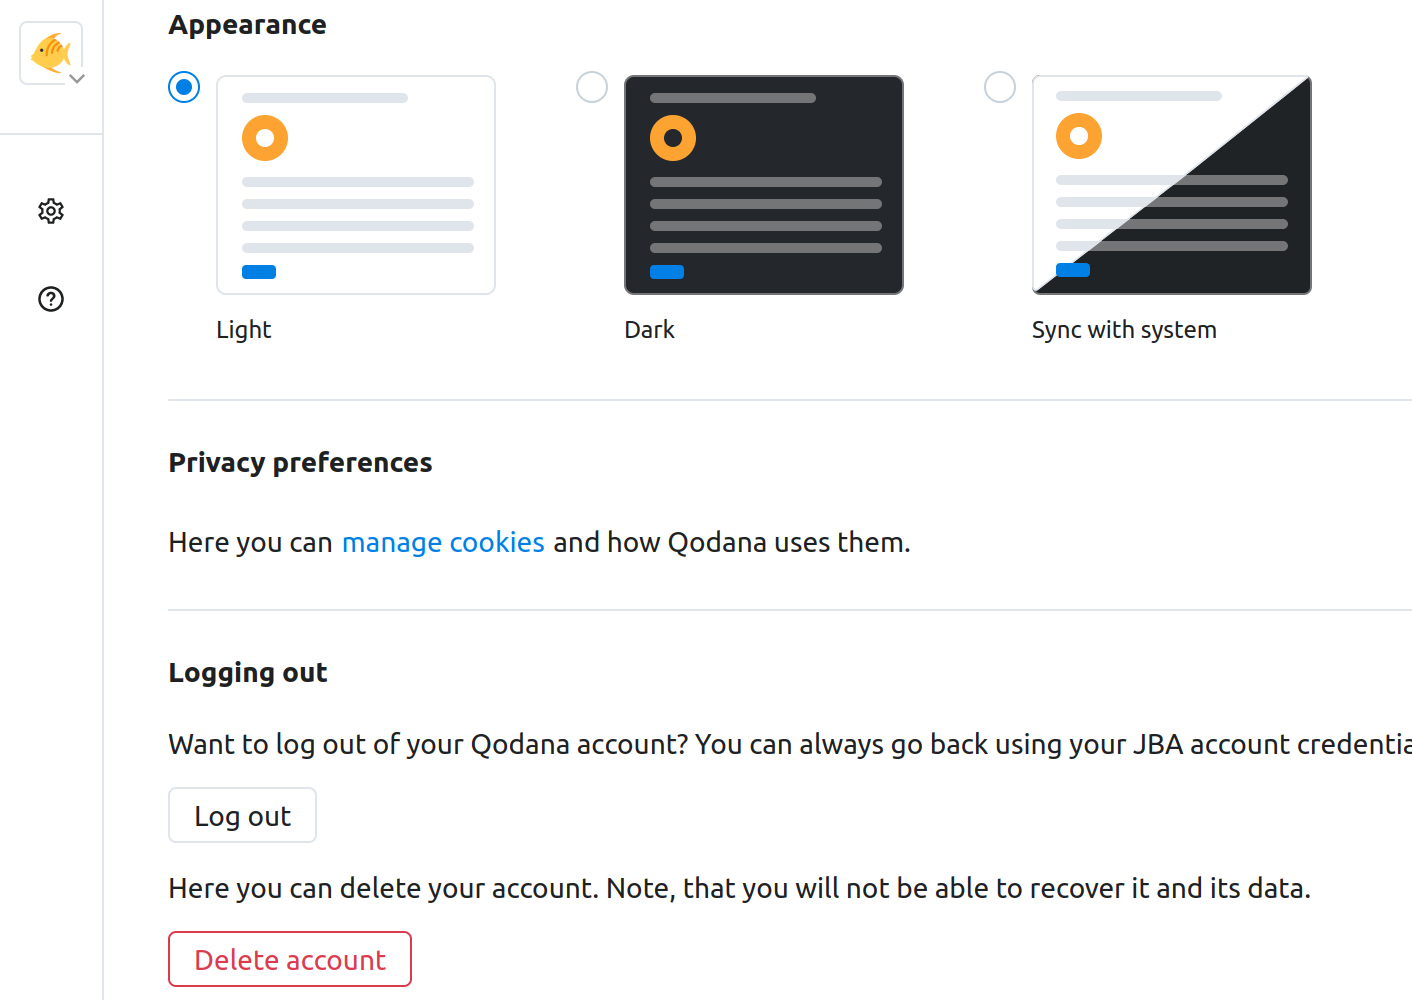 Appearance
Light
Dark
Sync with system
Privacy preferences
Here you can manage cookies and how Qodana uses them.
Logging out
Want to log out of your Qodana account? You can always go back using your JBA account credentia
Log out
Here you can delete your account. Note, that you will not be able to recover it and its data.
Delete account